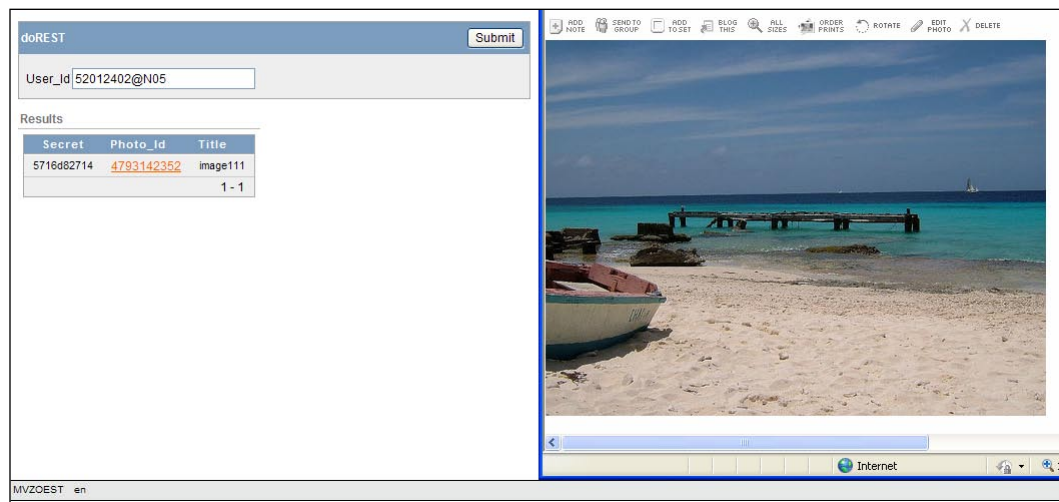 doREST
Submit
User_Id 52012402@N05
Results
Secret Photo_Id Title
5716d82714 4793142352 image111
1 - 1
MVZOEST en
ADD NOTE SEND TO GROUP ADD TO SET BLOG THIS ALL SIZES ORDER PRINTS ROTATE EDIT PHOTO DELETE
Internet